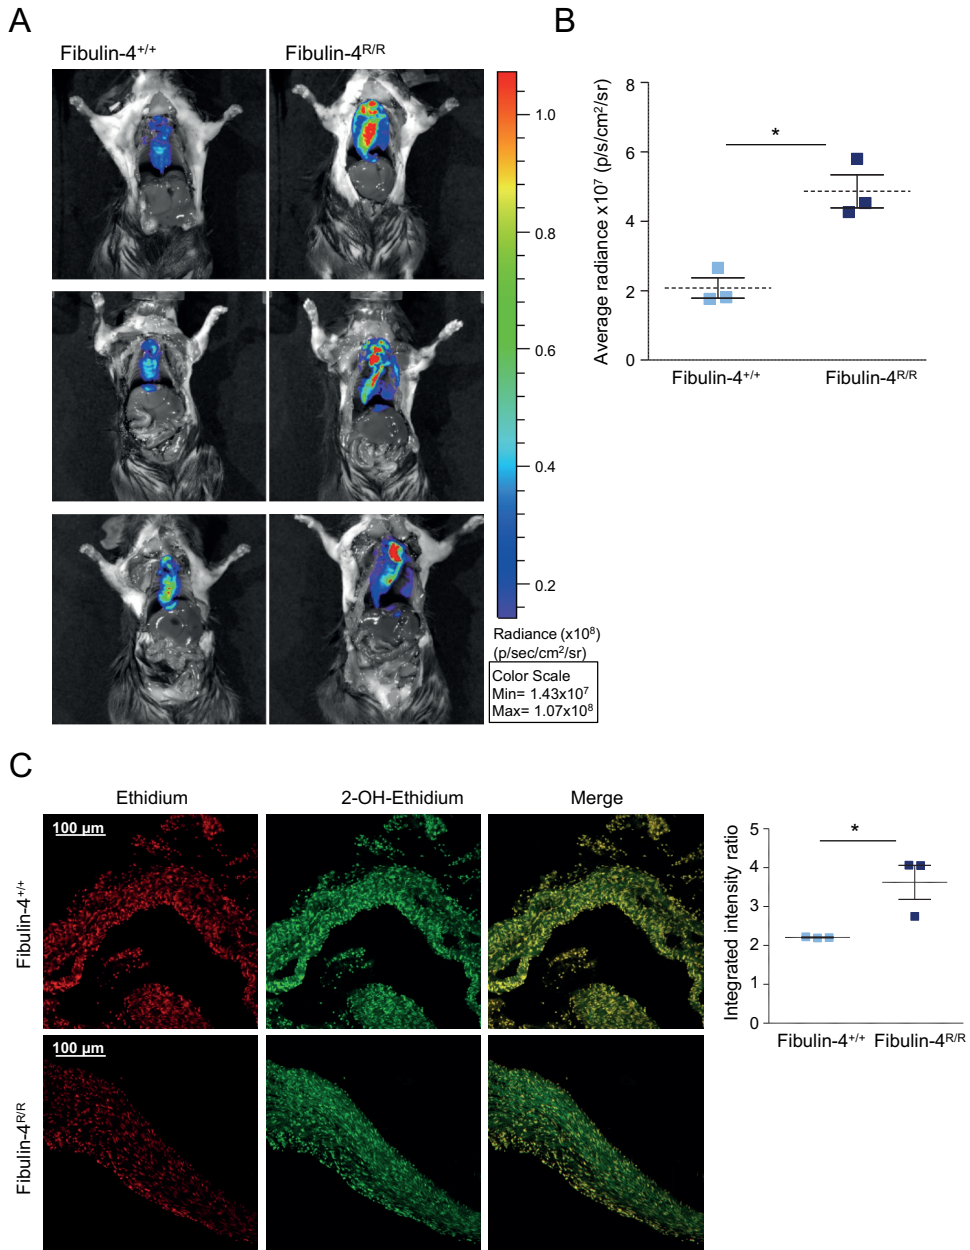 A
Fibulin-4+/+
Fibulin-4R/R
1.0
0.8
0.6
0.4
0.2
Radiance (x10⁸)
(p/sec/cm²/sr)
Color Scale
Min= 1.43x10⁷
Max= 1.07x10⁸
B
Average radiance x10⁷ (p/s/cm²/sr)
8
6
4
2
0
*
Fibulin-4+/+
Fibulin-4R/R
C
Ethidium
2-OH-Ethidium
Merge
Fibulin-4+/+
100 µm
Fibulin-4R/R
100 µm
Integrated intensity ratio
5
4
3
2
1
0
*
Fibulin-4+/+
Fibulin-4R/R